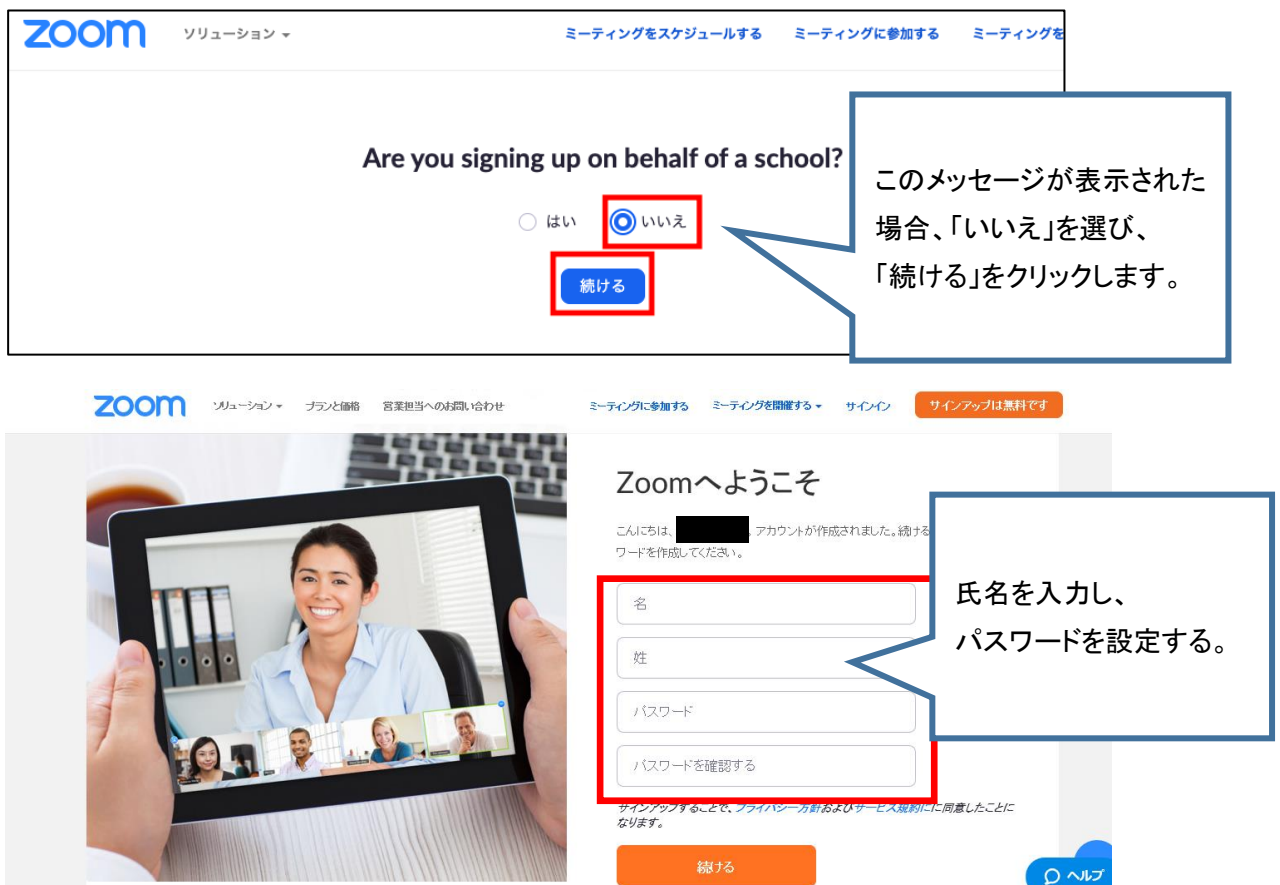 zoom ソリューション ミーティングをスケジュールする ミーティングに参加する ミーティングを
Are you signing up on behalf of a school?
はい いいえ
続ける
このメッセージが表示された
場合、「いいえ」を選び、
「続ける」をクリックします。
zoom ソリューション プランと価格 営業担当へのお問い合わせ ミーティングに参加する ミーティングを開催する サインイン サインアップは無料です
Zoomへようこそ
こんにちは、 。アカウントが作成されました。続ける
ワードを作成してください。
名
姓
パスワード
パスワードを確認する
氏名を入力し、
パスワードを設定する。
サインアップすることで、プライバシー方針およびサービス規約にに同意したことに
なります。
続ける
ヘルプ